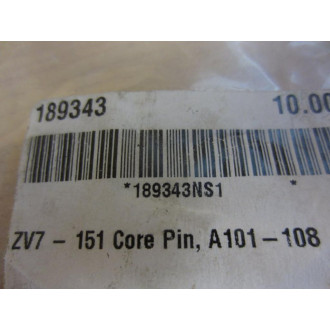 189343 10.00
*189343NS1 *
ZV7 - 151 Core Pin, A101-108